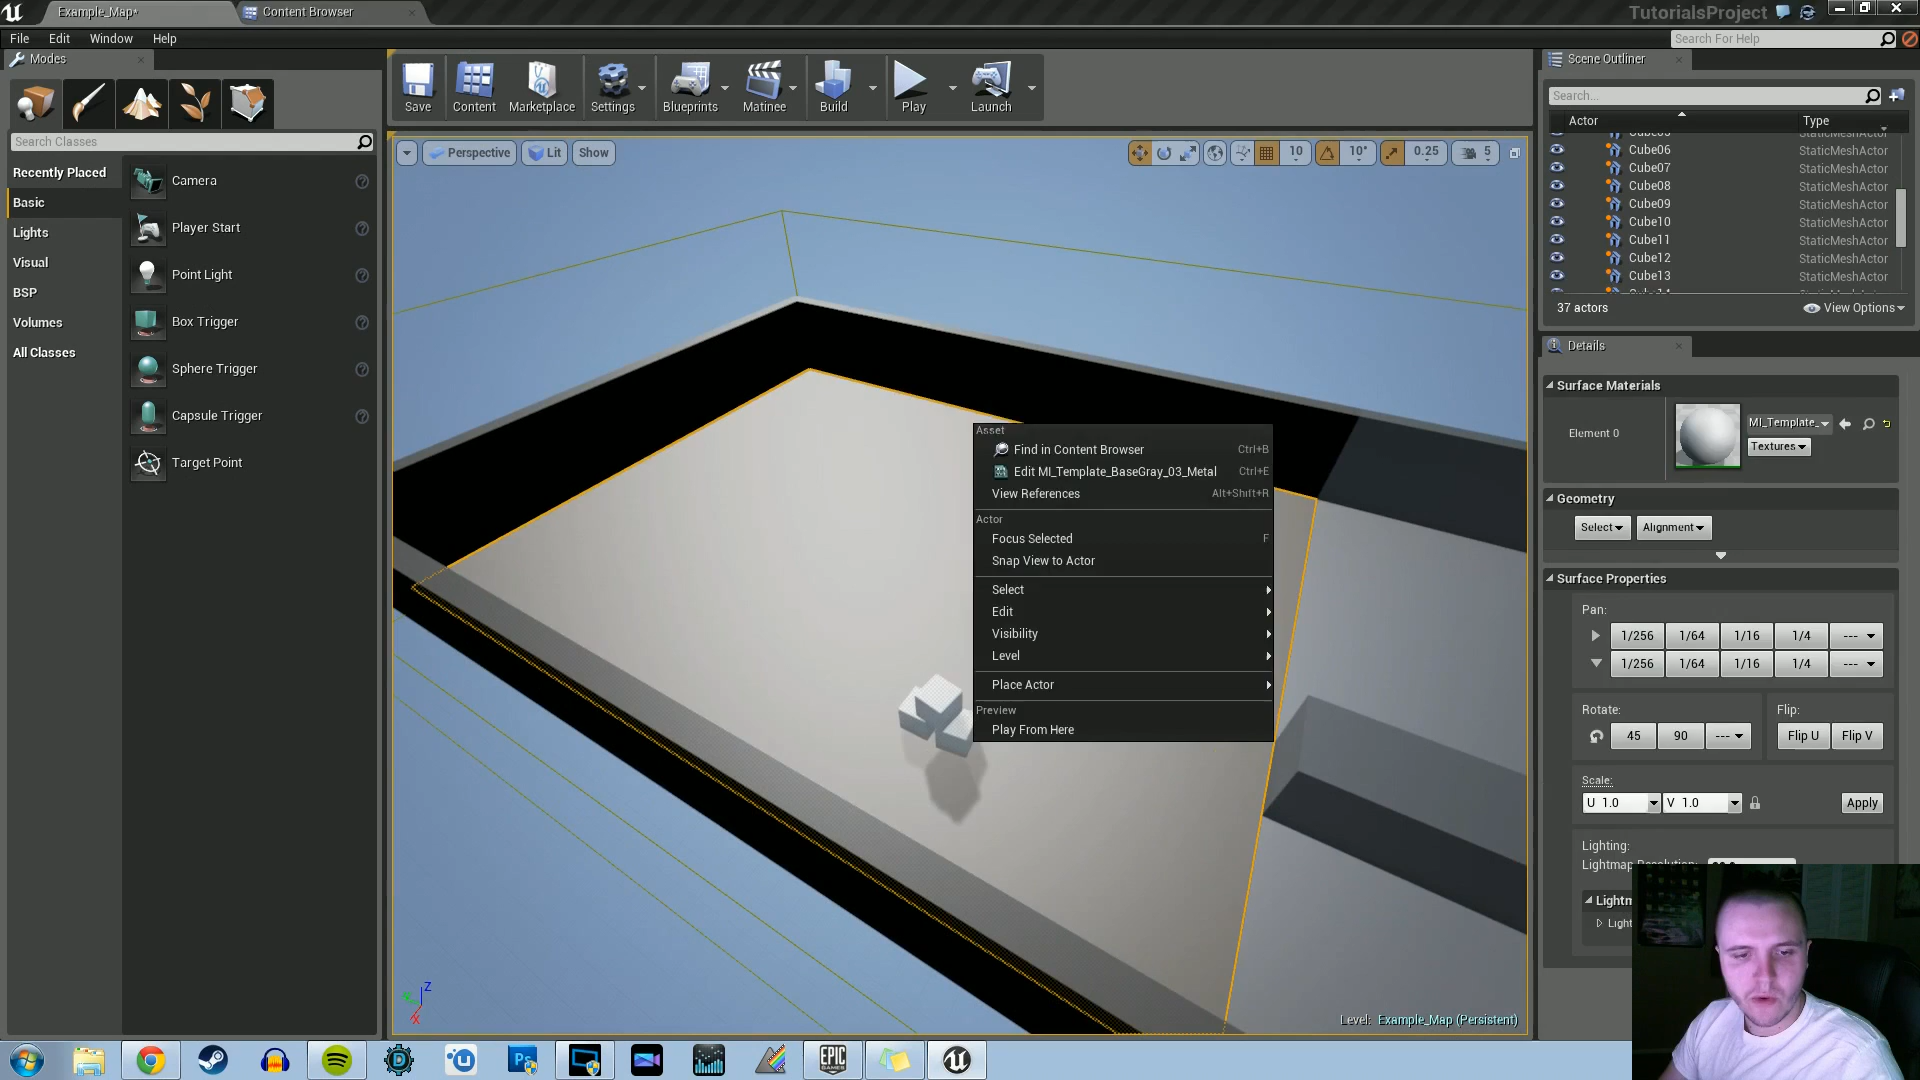 Example_Map*
Content Browser
TutorialsProject
File Edit Window Help
Search For Help
Modes
Save Content Marketplace Settings Blueprints Matinee Build Play Launch
Search Classes
Recently Placed
Basic
Lights
Visual
BSP
Volumes
All Classes
Camera
Player Start
Point Light
Box Trigger
Sphere Trigger
Capsule Trigger
Target Point
Perspective Lit Show
10 10° 0.25 5
Asset
Find in Content Browser Ctrl+B
Edit MI_Template_BaseGray_03_Metal Ctrl+E
View References Alt+Shift+R
Actor
Focus Selected F
Snap View to Actor
Select
Edit
Visibility
Level
Place Actor
Preview
Play From Here
Z
X
Level: Example_Map (Persistent)
Scene Outliner
Search...
Actor Type
Cube06 StaticMeshActor
Cube07 StaticMeshActor
Cube08 StaticMeshActor
Cube09 StaticMeshActor
Cube10 StaticMeshActor
Cube11 StaticMeshActor
Cube12 StaticMeshActor
Cube13 StaticMeshActor
37 actors View Options
Details
Surface Materials
Element 0
MI_Template_
Textures
Geometry
Select Alignment
Surface Properties
Pan:
1/256 1/64 1/16 1/4 ---
1/256 1/64 1/16 1/4 ---
Rotate: Flip:
45 90 --- Flip U Flip V
Scale:
U 1.0 V 1.0 Apply
Lighting:
Lightmap Resolution:
Lightm
Light
Ps
EPIC GAMES